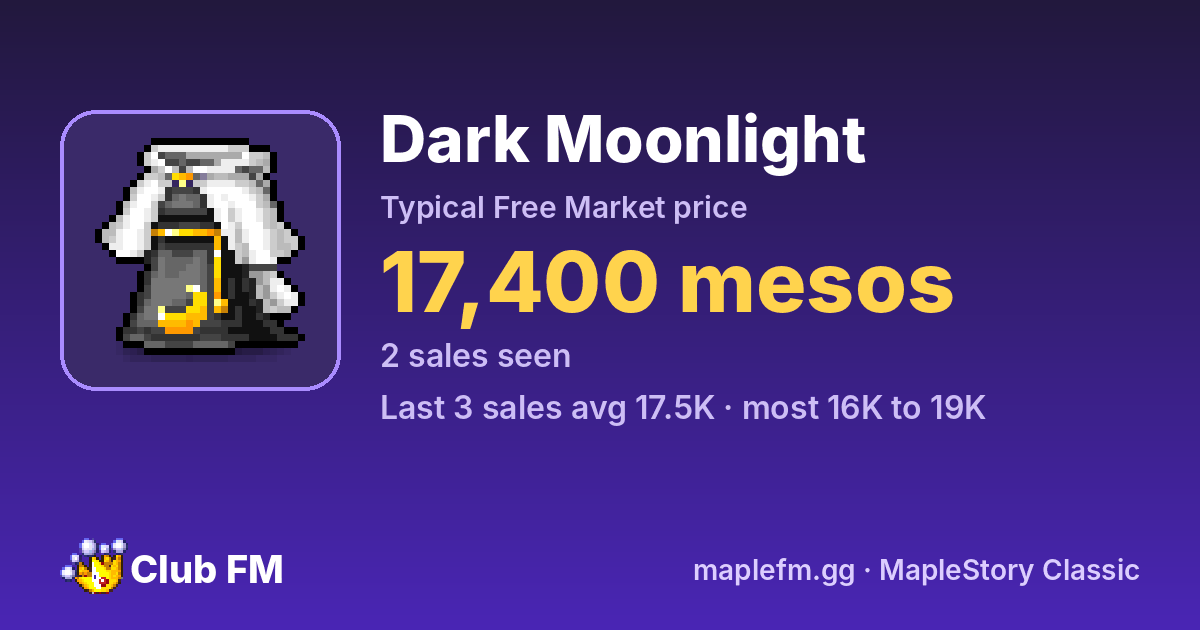 Dark Moonlight
Typical Free Market price
17,400 mesos
2 sales seen
Last 3 sales avg 17.5K · most 16K to 19K
Club FM
maplefm.gg · MapleStory Classic